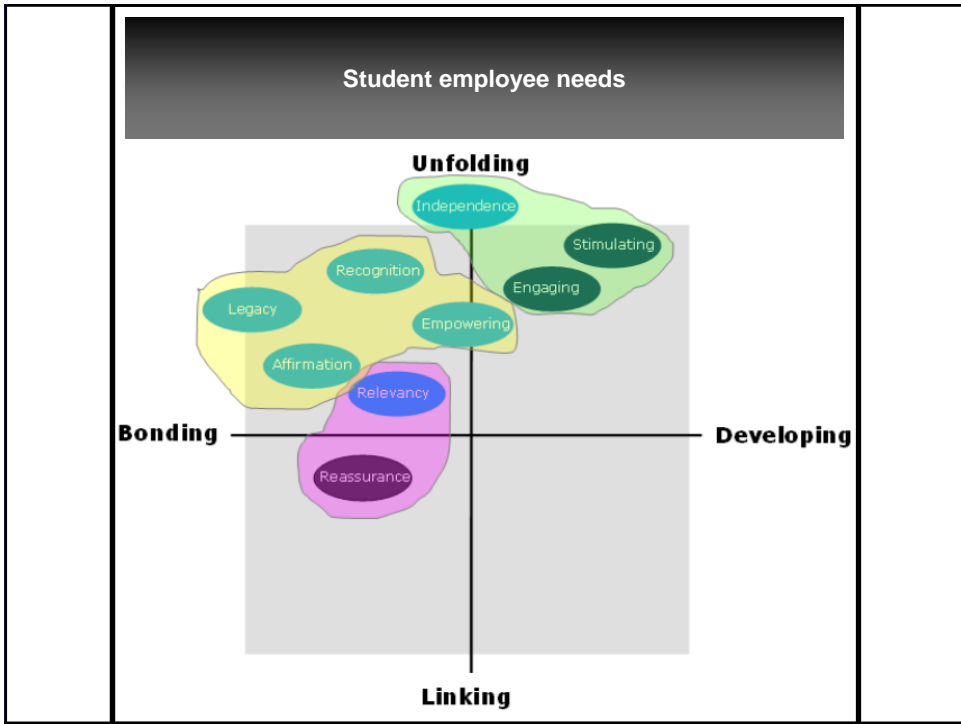 Student employee needs
Unfolding
Independence
Stimulating
Recognition
Engaging
Legacy
Empowering
Affirmation
Relevancy
Bonding
Developing
Reassurance
Linking